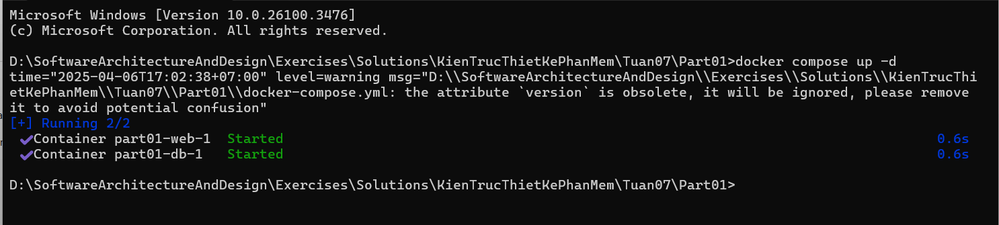 Microsoft Windows [Version 10.0.26100.3476]
(c) Microsoft Corporation. All rights reserved.
D:\SoftwareArchitectureAndDesign\Exercises\Solutions\KienTrucThietKePhanMem\Tuan07\Part01>docker compose up -d
time="2025-04-06T17:02:38+07:00" level=warning msg="D:\\SoftwareArchitectureAndDesign\\Exercises\\Solutions\\KienTrucThi
etKePhanMem\\Tuan07\\Part01\\docker-compose.yml: the attribute `version` is obsolete, it will be ignored, please remove
it to avoid potential confusion"
[+] Running 2/2
✔Container part01-web-1 Started 0.6s
✔Container part01-db-1 Started 0.6s
D:\SoftwareArchitectureAndDesign\Exercises\Solutions\KienTrucThietKePhanMem\Tuan07\Part01>